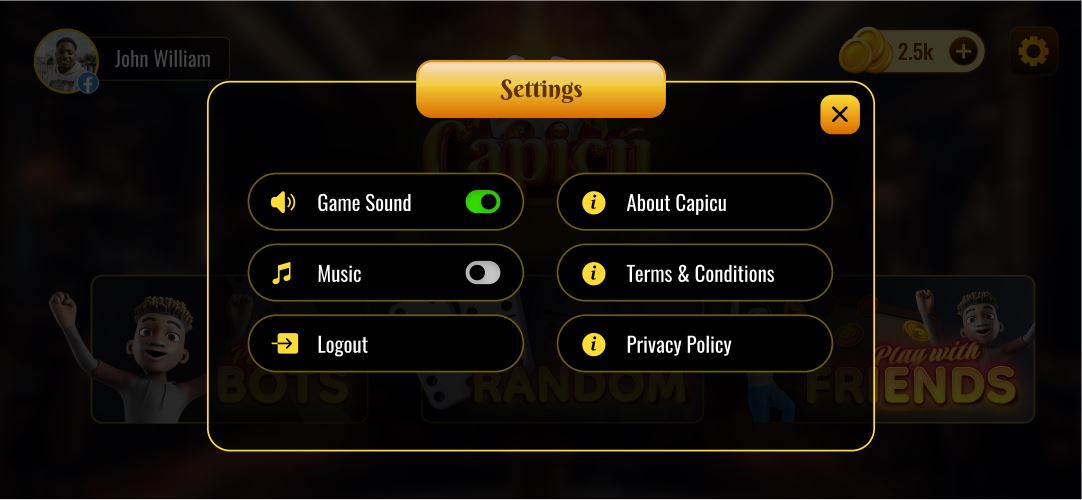 John William
2.5k
Settings
Capicu
Game Sound
About Capicu
Music
Terms & Conditions
Logout
Privacy Policy
BOTS
RANDOM
Play with
FRIENDS